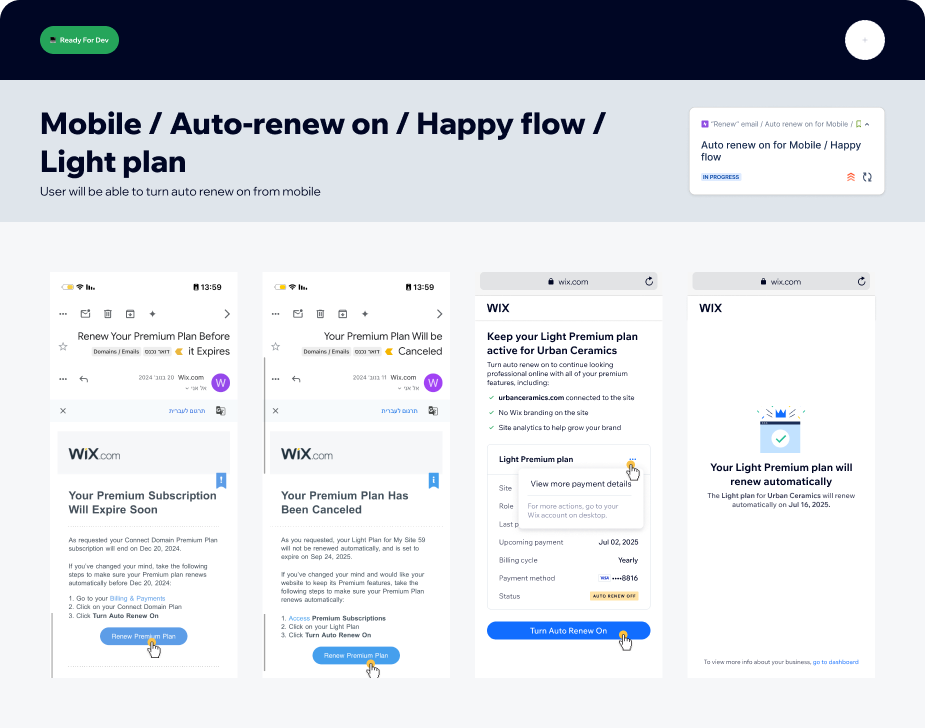 Ready For Dev
Mobile / Auto-renew on / Happy flow /
Light plan
User will be able to turn auto renew on from mobile
"Renew" email / Auto renew on for Mobile /
Auto renew on for Mobile / Happy
flow
IN PROGRESS
13:59
Renew Your Premium Plan Before
Domains / Emails דואר נכנס it Expires
20 בנוב׳ 2024 Wix.com
אל אני
W
תרגום לעברית
WiX.com
Your Premium Subscription
Will Expire Soon
As requested your Connect Domain Premium Plan
subscription will end on Dec 20, 2024.
If you've changed your mind, take the following
steps to make sure your Premium plan renews
automatically before Dec 20, 2024:
1. Go to your Billing & Payments
2. Click on your Connect Domain Plan
3. Click Turn Auto Renew On
Renew Premium Plan
13:59
Your Premium Plan Will be
Domains / Emails דואר נכנס Canceled
11 בנוב׳ 2024 Wix.com
אל אני
W
תרגום לעברית
WiX.com
Your Premium Plan Has
Been Canceled
As you requested, your Light Plan for My Site 59
will not be renewed automatically, and is set to
expire on Sep 24, 2025.
If you've changed your mind and would like your
website to keep its Premium features, take the
following steps to make sure your Premium Plan
renews automatically:
1. Access Premium Subscriptions
2. Click on your Light Plan
3. Click Turn Auto Renew On
Renew Premium Plan
wix.com
WIX
Keep your Light Premium plan
active for Urban Ceramics
Turn auto renew on to continue looking
professional online with all of your premium
features, including:
urbanceramics.com connected to the site
No Wix branding on the site
Site analytics to help grow your brand
Light Premium plan
View more payment details
For more actions, go to your
Wix account on desktop.
Site
Role
Last p
Upcoming payment Jul 02, 2025
Billing cycle Yearly
Payment method VISA ••••8816
Status AUTO RENEW OFF
Turn Auto Renew On
wix.com
WIX
Your Light Premium plan will
renew automatically
The Light plan for Urban Ceramics will renew
automatically on Jul 16, 2025.
To view more info about your business, go to dashboard